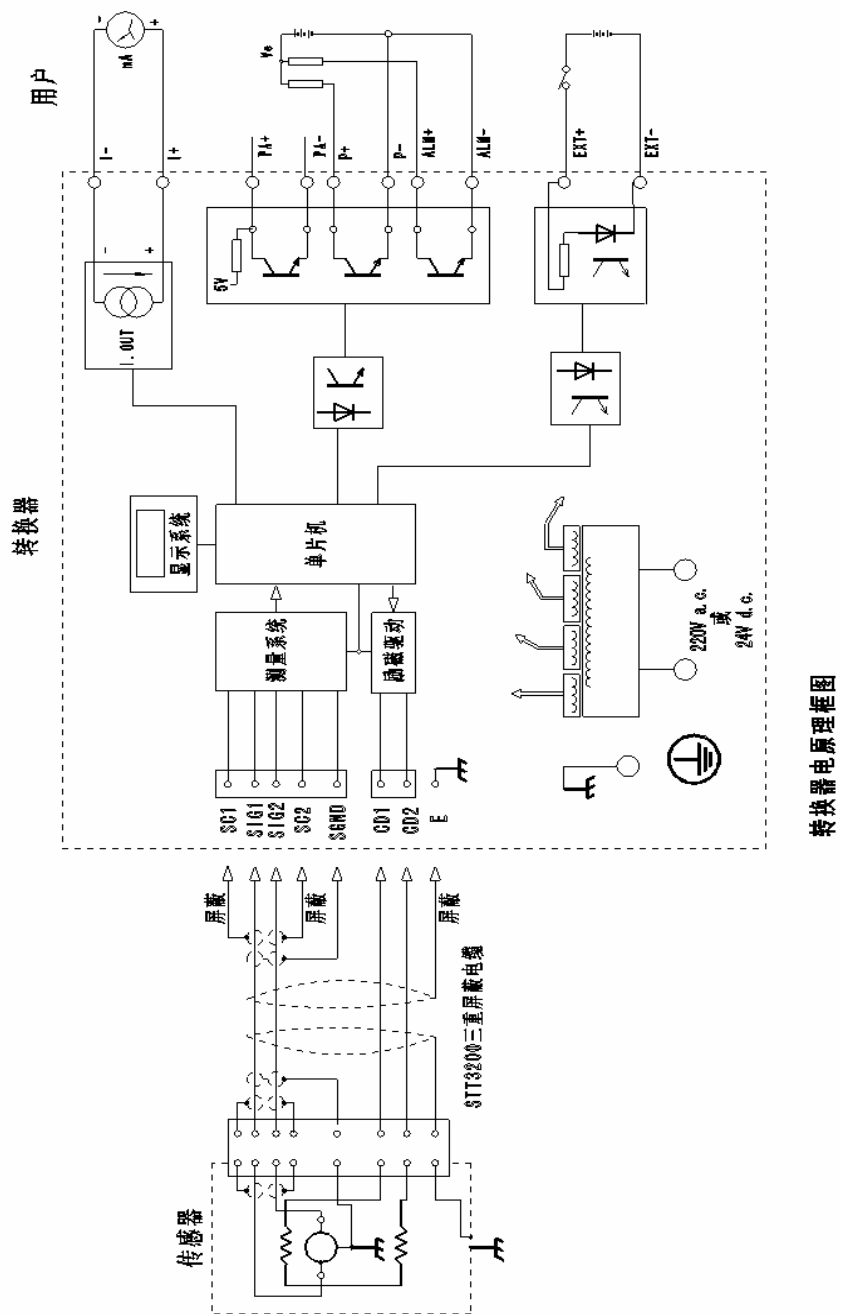 用户
mA
-
+
I-
I+
Ve
PA+
PA-
P+
P-
ALM+
ALM-
EXT+
EXT-
转换器
-
+
I.OUT
5V
显示系统
单片机
测量系统
励磁驱动
220V a.c.
或
24V d.c.
SC1
SIG1
SIG2
SC2
SGND
CD1
CD2
E
屏蔽
屏蔽
屏蔽
STT3200三重屏蔽电缆
传感器
转换器电原理框图